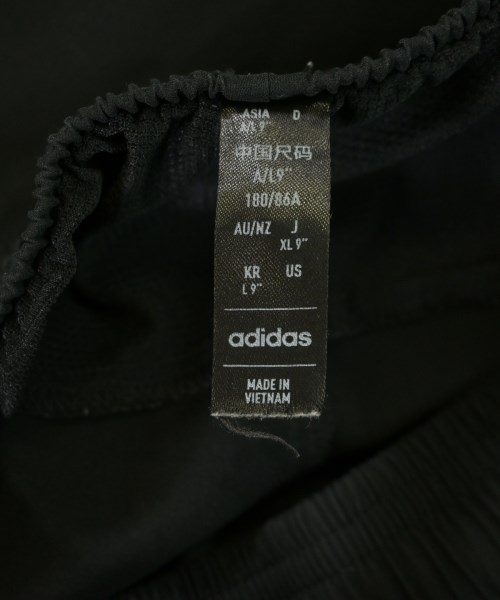 ASIA D
A/L 9"
中国尺码
A/L9"
180/86A
AU/NZ J
XL 9"
KR US
L 9"
adidas
MADE IN
VIETNAM